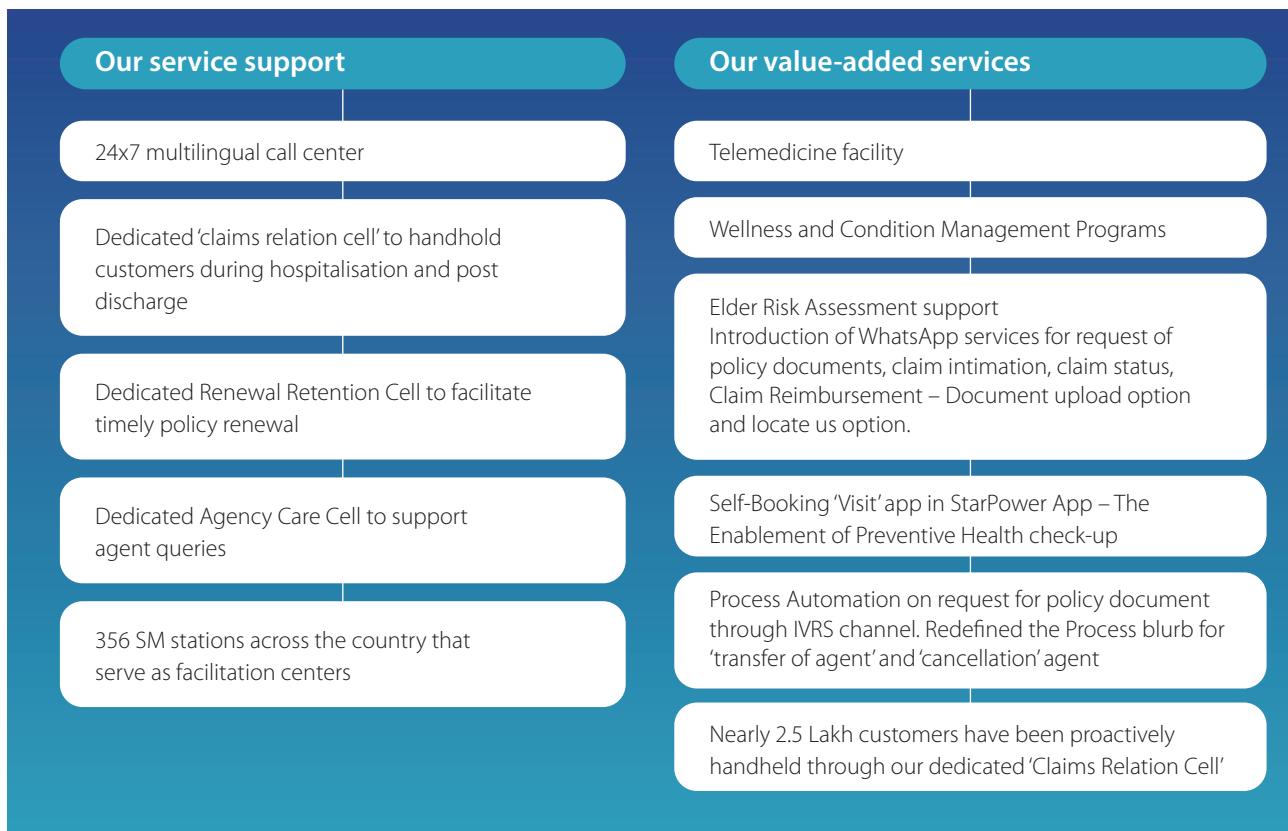 Our service support
24x7 multilingual call center
Dedicated ‘claims relation cell’ to handhold
customers during hospitalisation and post
discharge
Dedicated Renewal Retention Cell to facilitate
timely policy renewal
Dedicated Agency Care Cell to support
agent queries
356 SM stations across the country that
serve as facilitation centers
Our value-added services
Telemedicine facility
Wellness and Condition Management Programs
Elder Risk Assessment support
Introduction of WhatsApp services for request of
policy documents, claim intimation, claim status,
Claim Reimbursement – Document upload option
and locate us option.
Self-Booking ‘Visit’ app in StarPower App – The
Enablement of Preventive Health check-up
Process Automation on request for policy document
through IVRS channel. Redefined the Process blurb for
‘transfer of agent’ and ‘cancellation’ agent
Nearly 2.5 Lakh customers have been proactively
handheld through our dedicated ‘Claims Relation Cell’